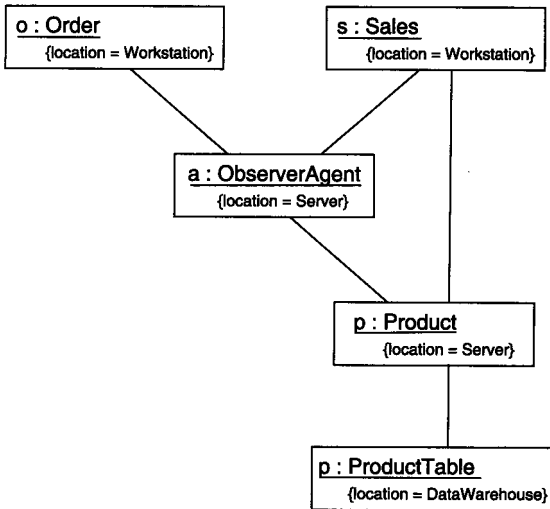 o : Order
{location = Workstation}
s : Sales
{location = Workstation}
a : ObserverAgent
{location = Server}
p : Product
{location = Server}
p : ProductTable
{location = DataWarehouse}